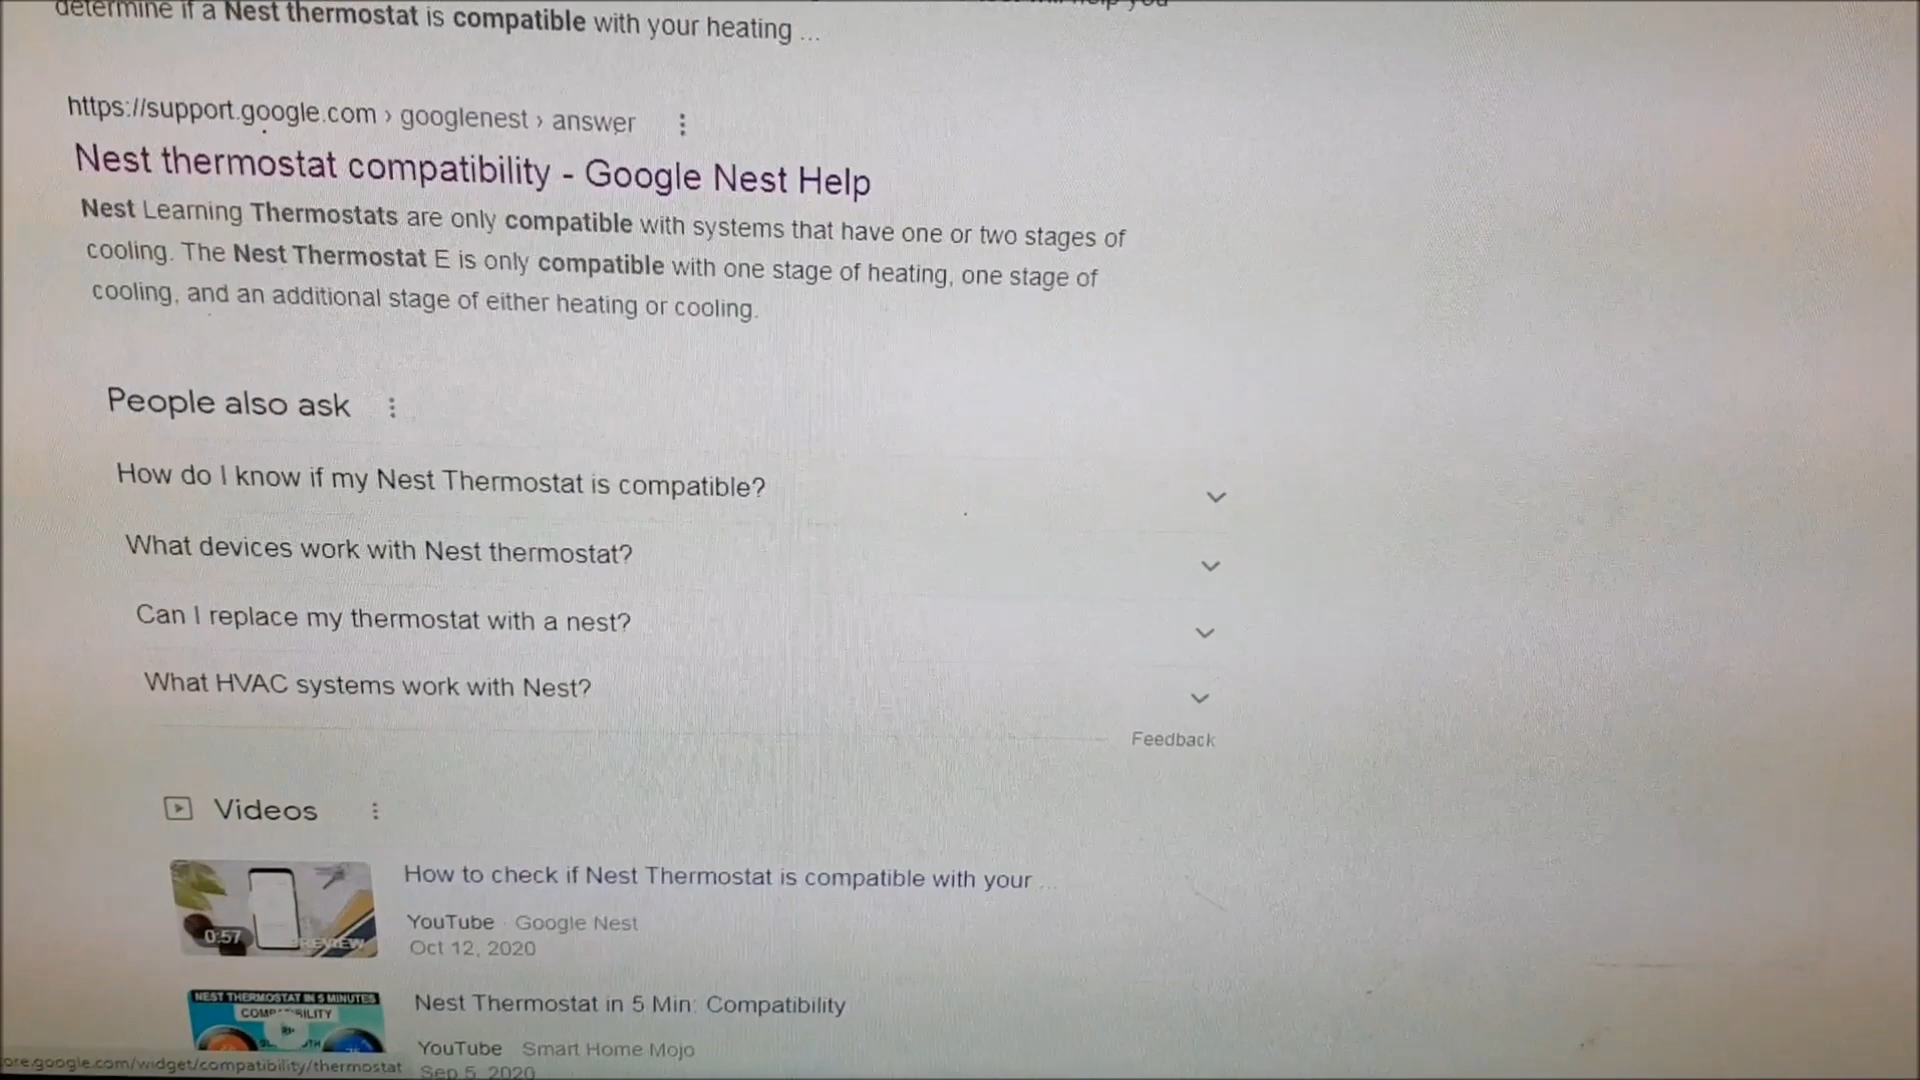 determine if a Nest thermostat is compatible with your heating ...
https://support.google.com › googlenest › answer
Nest thermostat compatibility - Google Nest Help
Nest Learning Thermostats are only compatible with systems that have one or two stages of
cooling. The Nest Thermostat E is only compatible with one stage of heating, one stage of
cooling, and an additional stage of either heating or cooling.
People also ask
How do I know if my Nest Thermostat is compatible?
What devices work with Nest thermostat?
Can I replace my thermostat with a nest?
What HVAC systems work with Nest?
Feedback
Videos
How to check if Nest Thermostat is compatible with your ...
0:57
PREVIEW
YouTube · Google Nest
Oct 12, 2020
NEST THERMOSTAT IN 5 MINUTES
Nest Thermostat in 5 Min: Compatibility
YouTube Smart Home Mojo
Sep 5, 2020
ore.google.com/widget/compatibility/thermostat